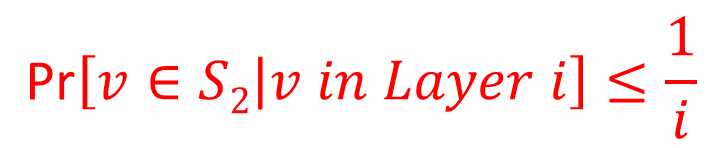 Pr[v ∈ S₂|v in Layer i] ≤ 1/i